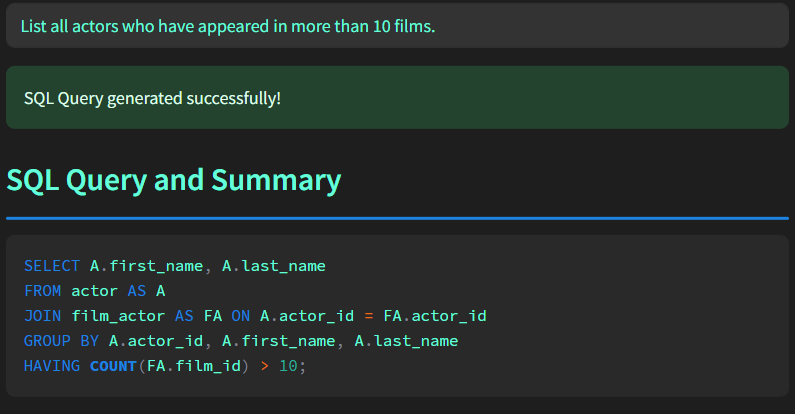 List all actors who have appeared in more than 10 films.
SQL Query generated successfully!
SQL Query and Summary
SELECT A.first_name, A.last_name
FROM actor AS A
JOIN film_actor AS FA ON A.actor_id = FA.actor_id
GROUP BY A.actor_id, A.first_name, A.last_name
HAVING COUNT(FA.film_id) > 10;